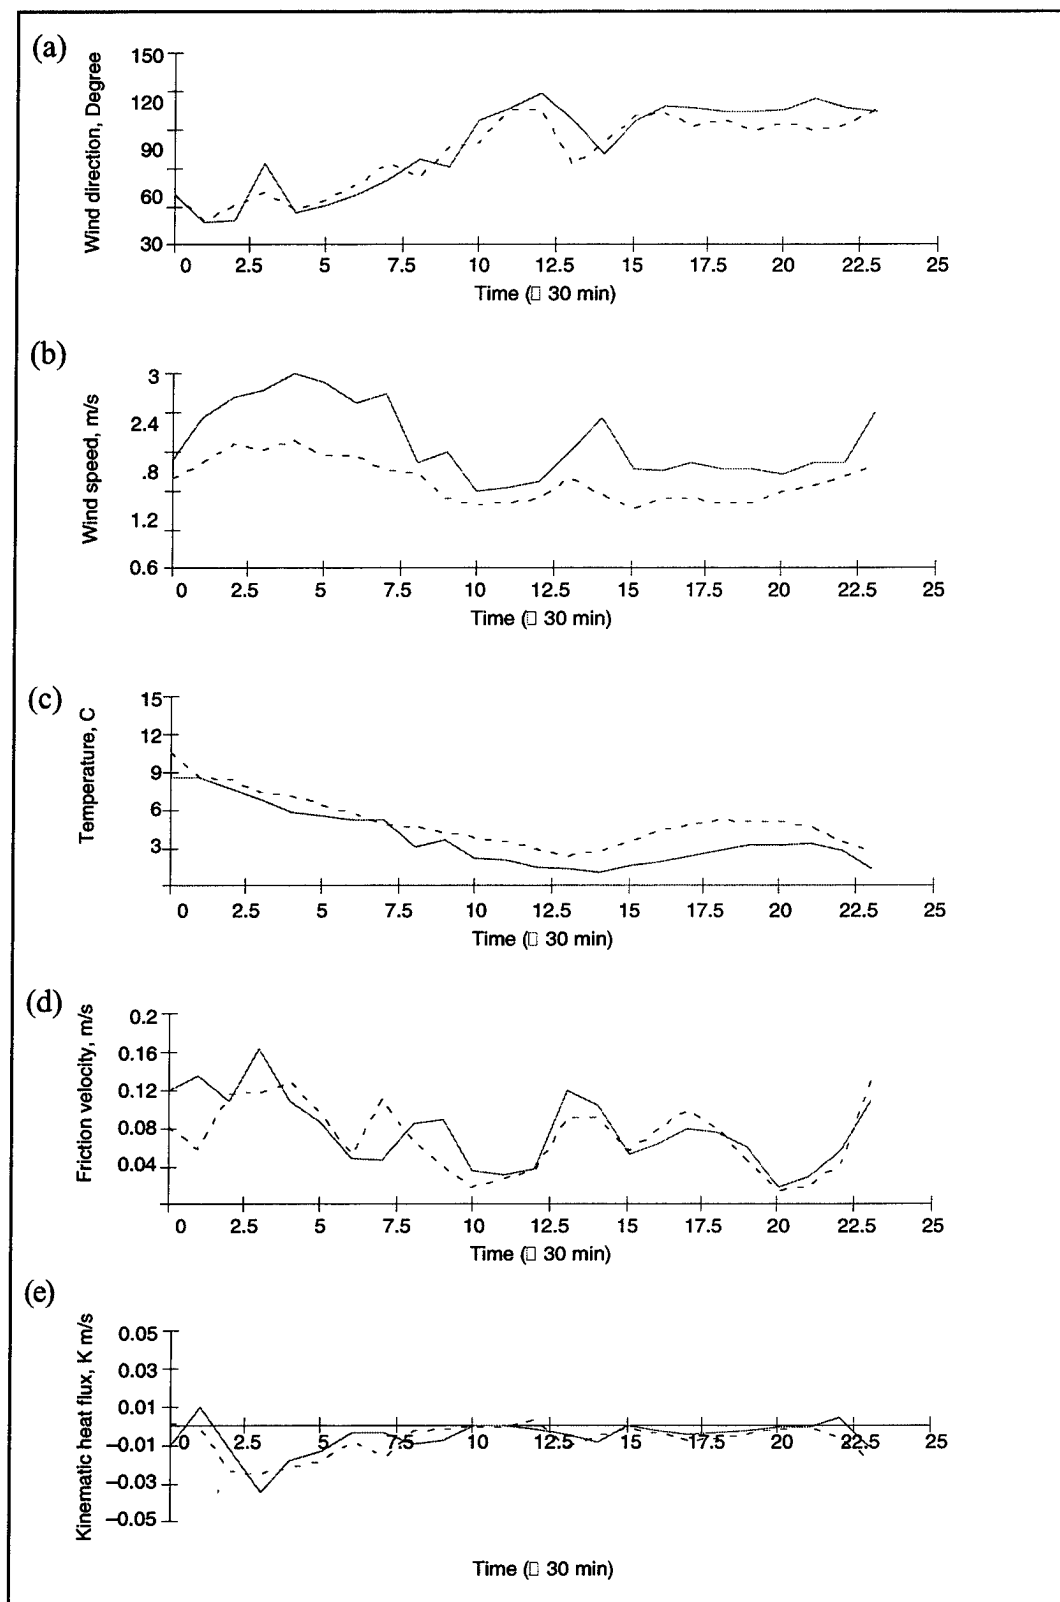 (a)
Wind direction, Degree
150
120
90
60
30
0 2.5 5 7.5 10 12.5 15 17.5 20 22.5 25
Time (▯ 30 min)
(b)
Wind speed, m/s
3
2.4
.8
1.2
0.6
0 2.5 5 7.5 10 12.5 15 17.5 20 22.5 25
Time (▯ 30 min)
(c)
Temperature, C
15
12
9
6
3
0 2.5 5 7.5 10 12.5 15 17.5 20 22.5 25
Time (▯ 30 min)
(d)
Friction velocity, m/s
0.2
0.16
0.12
0.08
0.04
0 2.5 5 7.5 10 12.5 15 17.5 20 22.5 25
Time (▯ 30 min)
(e)
Kinematic heat flux, K m/s
0.05
0.03
0.01
−0.01
−0.03
−0.05
0 2.5 5 7.5 10 12.5 15 17.5 20 22.5 25
Time (▯ 30 min)